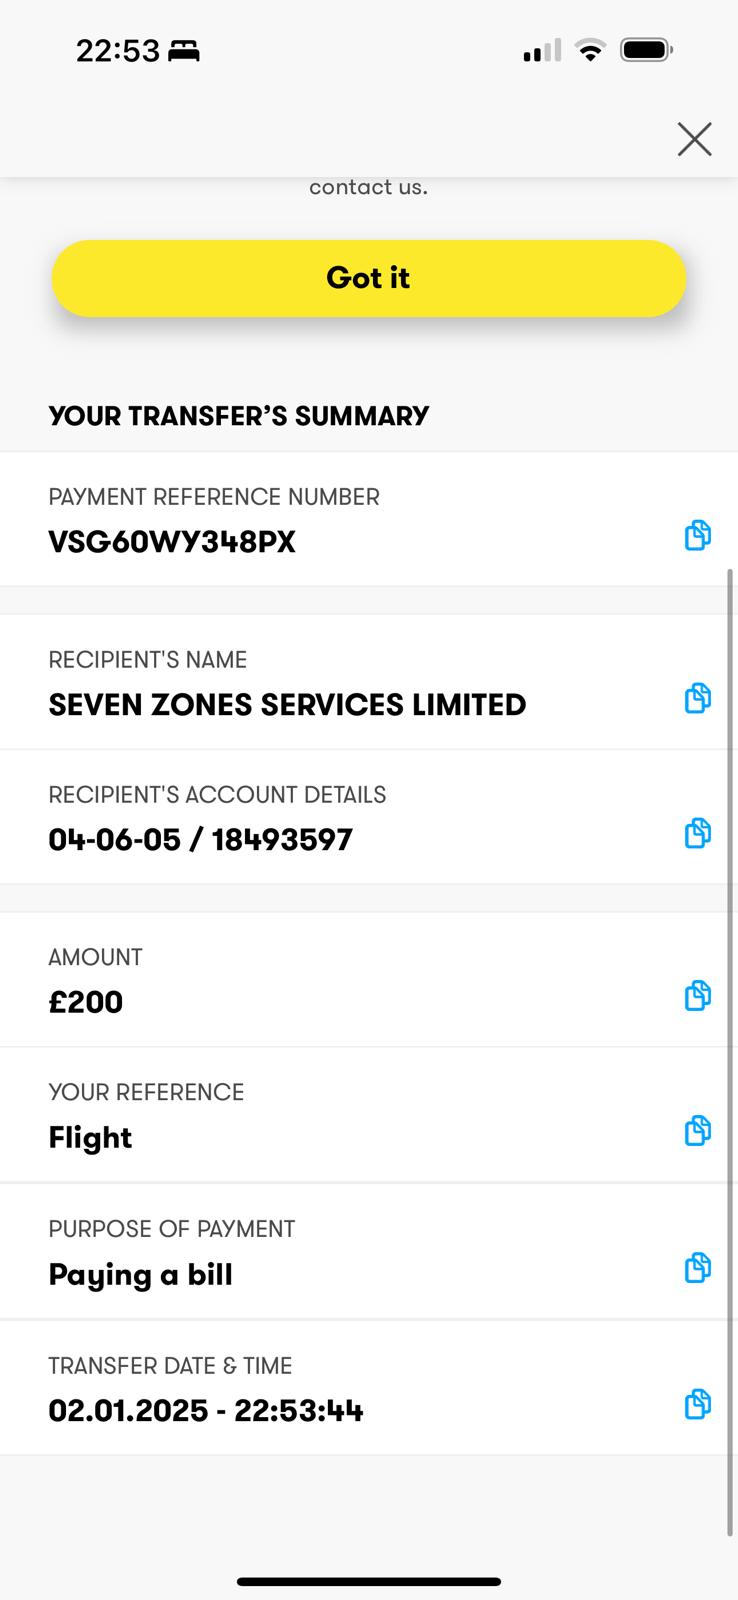 22:53
contact us.
Got it
YOUR TRANSFER’S SUMMARY
PAYMENT REFERENCE NUMBER
VSG60WY348PX
RECIPIENT'S NAME
SEVEN ZONES SERVICES LIMITED
RECIPIENT'S ACCOUNT DETAILS
04-06-05 / 18493597
AMOUNT
£200
YOUR REFERENCE
Flight
PURPOSE OF PAYMENT
Paying a bill
TRANSFER DATE & TIME
02.01.2025 - 22:53:44